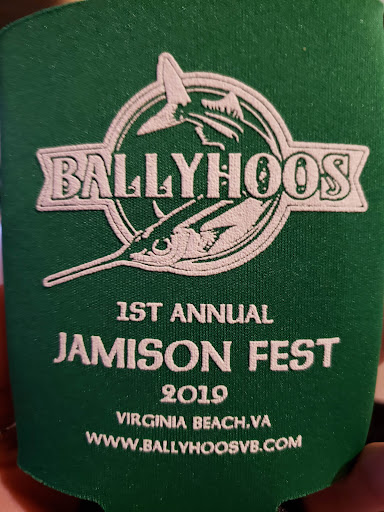 BALLYHOOS
1ST ANNUAL
JAMISON FEST
2019
VIRGINIA BEACH, VA
WWW.BALLYHOOSVB.COM